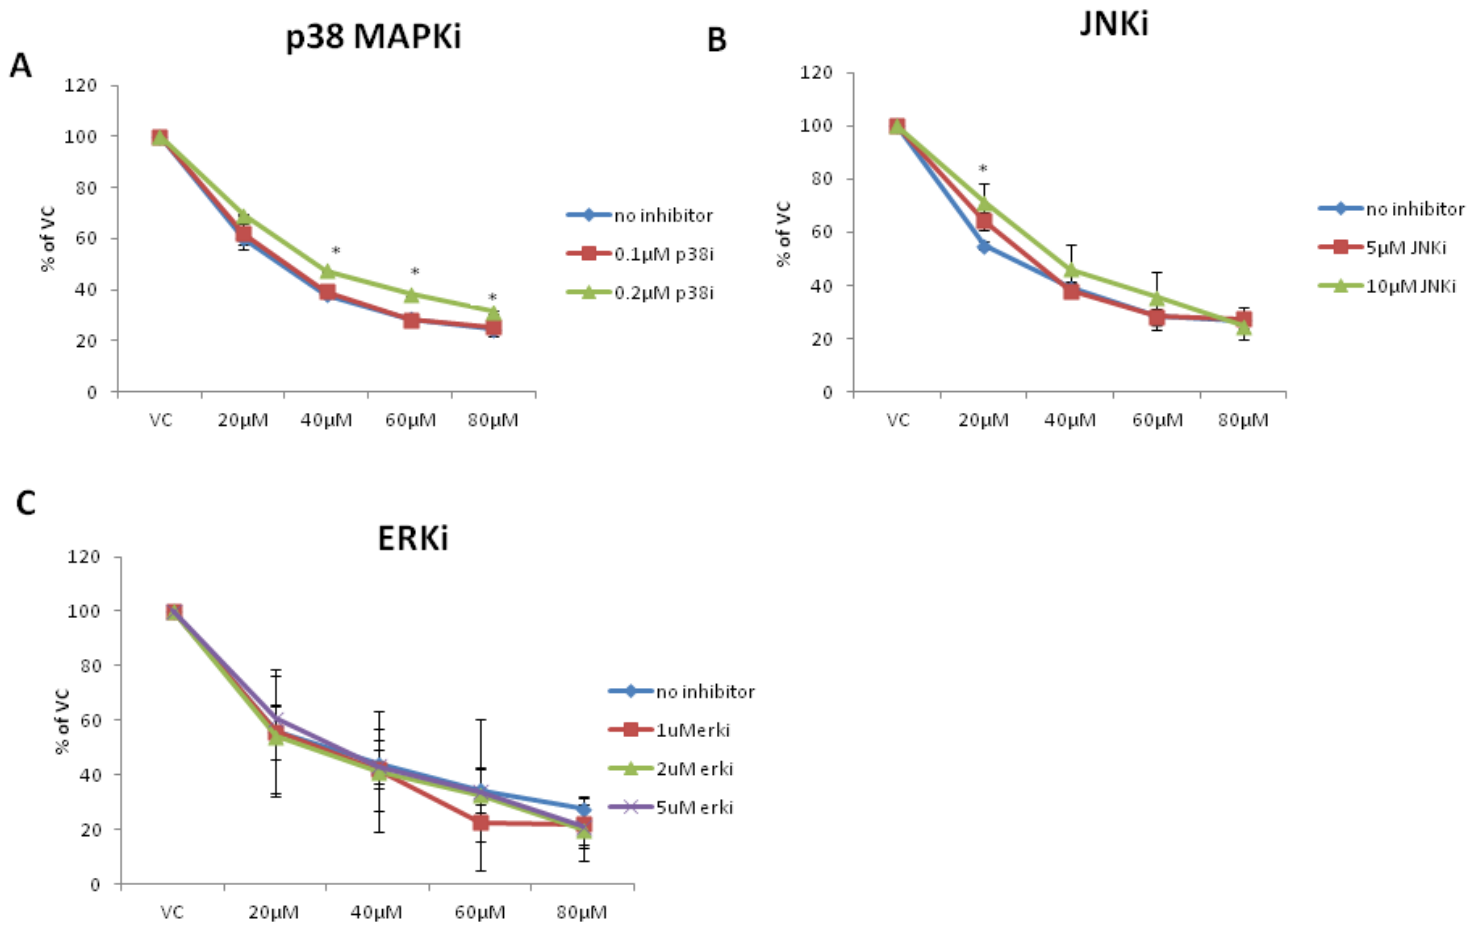 p38 MAPKi
A
120
100
80
60
40
20
0
% of VC
VC 20µM 40µM 60µM 80µM
*
*
*
no inhibitor
0.1µM p38i
0.2µM p38i
JNKi
B
120
100
80
60
40
20
0
% of VC
VC 20µM 40µM 60µM 80µM
*
no inhibitor
5µM JNKi
10µM JNKi
C
ERKi
120
100
80
60
40
20
0
% of VC
VC 20µM 40µM 60µM 80µM
no inhibitor
1uM erki
2uM erki
5uM erki